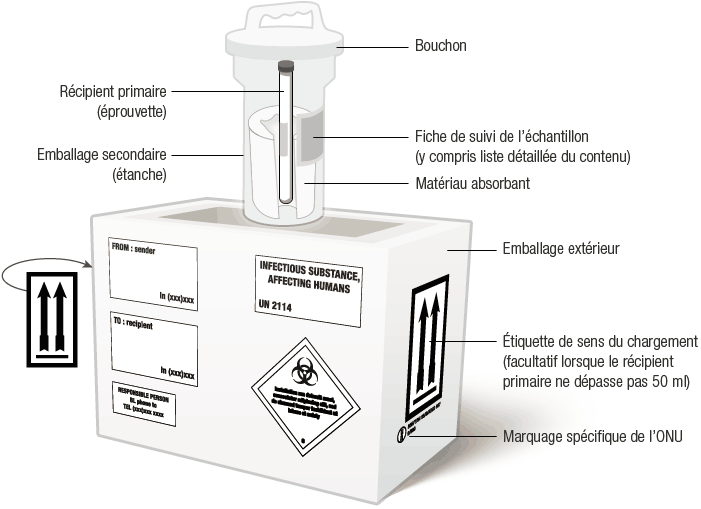 Bouchon
Récipient primaire
(éprouvette)
Fiche de suivi de l'échantillon
(y compris liste détaillée du contenu)
Emballage secondaire
(étanche)
Matériau absorbant
Emballage extérieur
FROM : sender
In (xxx)xxx
INFECTIOUS SUBSTANCE,
AFFECTING HUMANS
UN 2114
TO : recipient
In (xxx)xxx
Étiquette de sens du chargement
(facultatif lorsque le récipient
primaire ne dépasse pas 50 ml)
RESPONSIBLE PERSON
TEL (xxx)xxx xxxx
Marquage spécifique de l'ONU